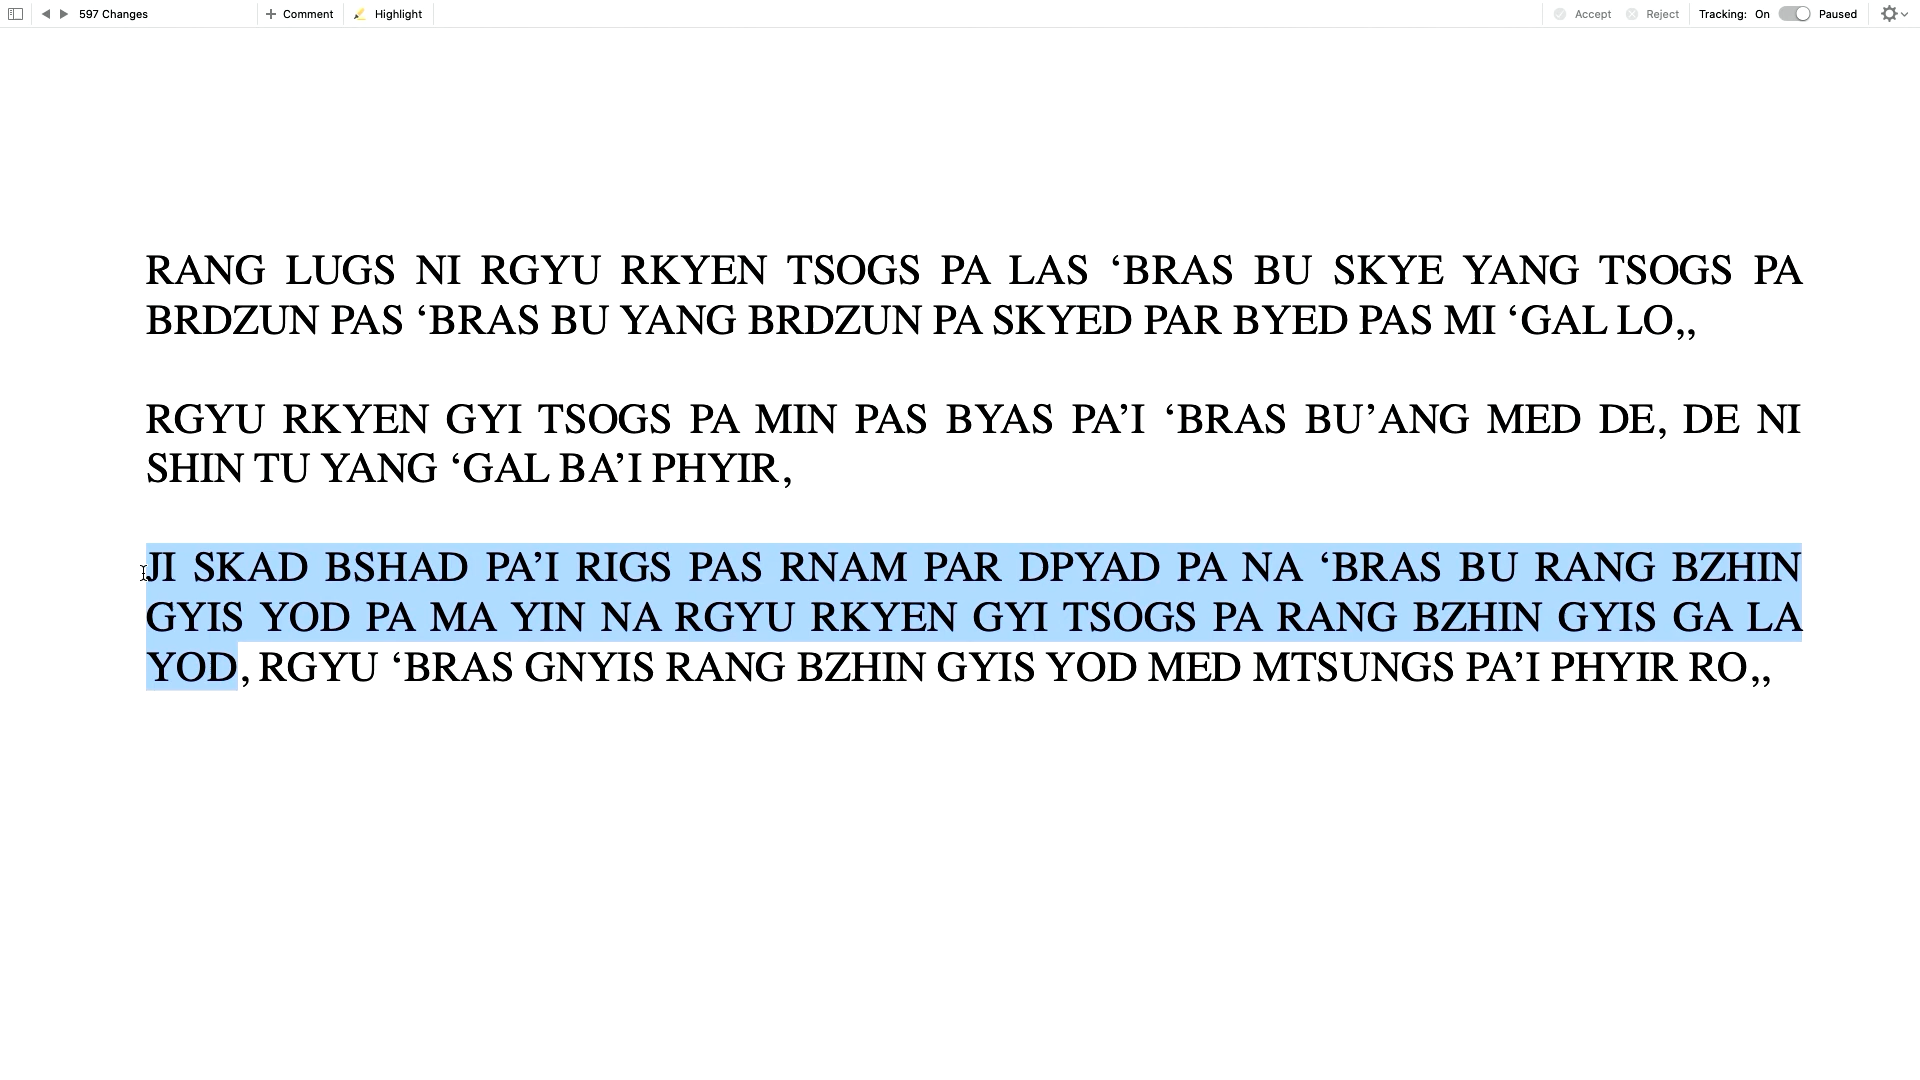 597 Changes
Comment
Highlight
Accept
Reject
Tracking: On
Paused
RANG LUGS NI RGYU RKYEN TSOGS PA LAS ‘BRAS BU SKYE YANG TSOGS PA
BRDZUN PAS ‘BRAS BU YANG BRDZUN PA SKYED PAR BYED PAS MI ‘GAL LO,,
RGYU RKYEN GYI TSOGS PA MIN PAS BYAS PA’I ‘BRAS BU’ANG MED DE, DE NI
SHIN TU YANG ‘GAL BA’I PHYIR,
JI SKAD BSHAD PA’I RIGS PAS RNAM PAR DPYAD PA NA ‘BRAS BU RANG BZHIN
GYIS YOD PA MA YIN NA RGYU RKYEN GYI TSOGS PA RANG BZHIN GYIS GA LA
YOD, RGYU ‘BRAS GNYIS RANG BZHIN GYIS YOD MED MTSUNGS PA’I PHYIR RO,,